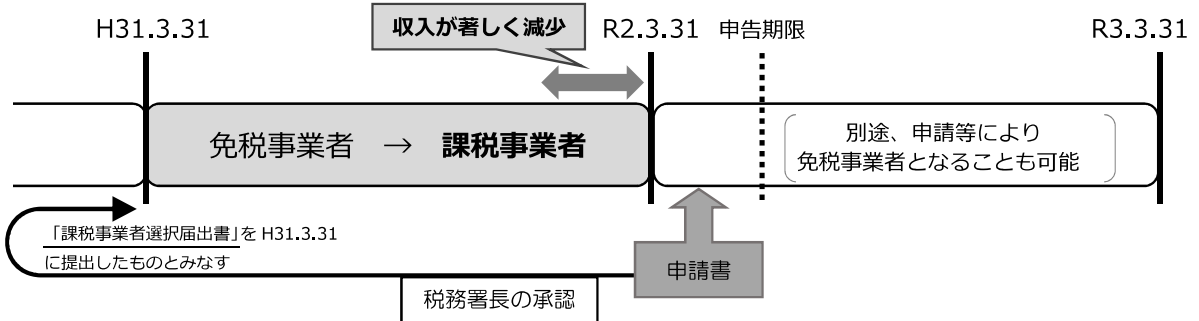 収入が著しく減少
H31.3.31
R2.3.31
申告期限
R3.3.31
免税事業者 → 課税事業者
別途、申請等により
免税事業者となることも可能
「課税事業者選択届出書」を H31.3.31
に提出したものとみなす
申請書
税務署長の承認